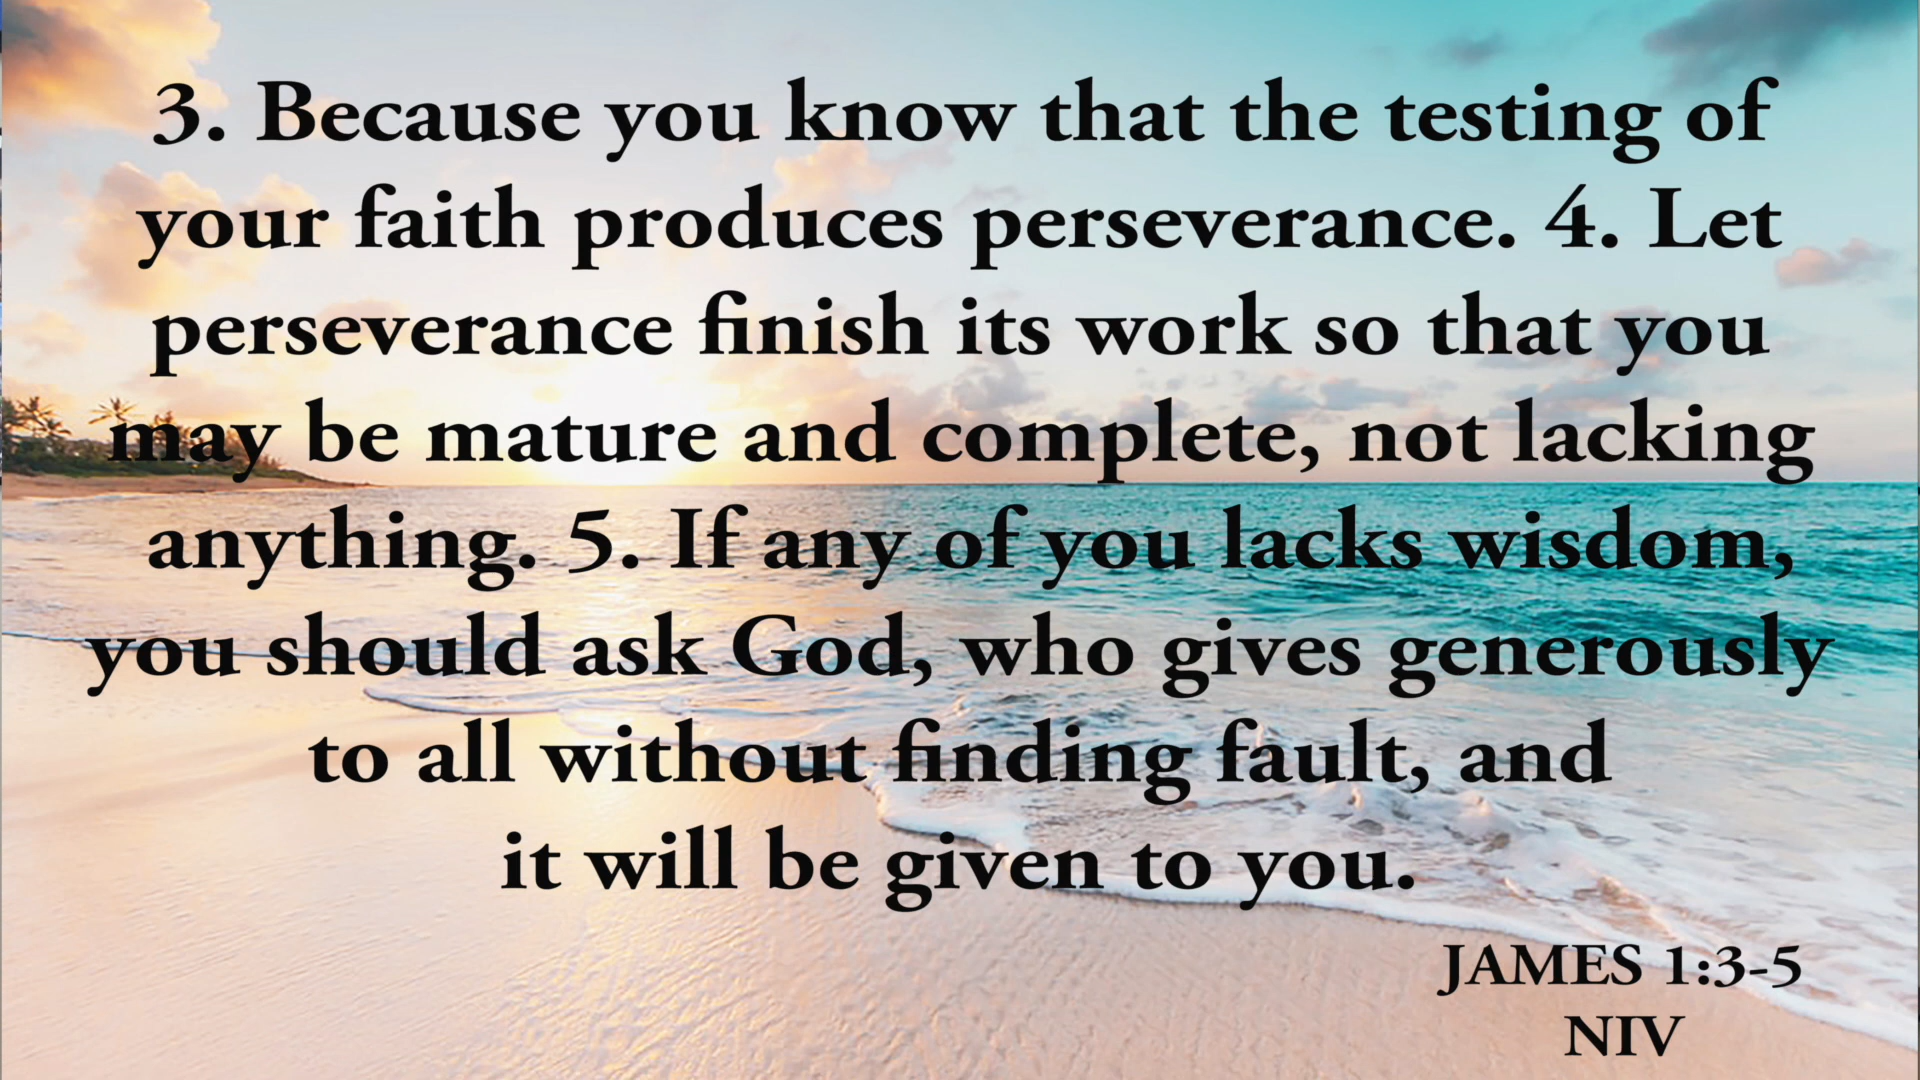 3. Because you know that the testing of
your faith produces perseverance. 4. Let
perseverance finish its work so that you
may be mature and complete, not lacking
anything. 5. If any of you lacks wisdom,
you should ask God, who gives generously
to all without finding fault, and
it will be given to you.
JAMES 1:3-5
NIV